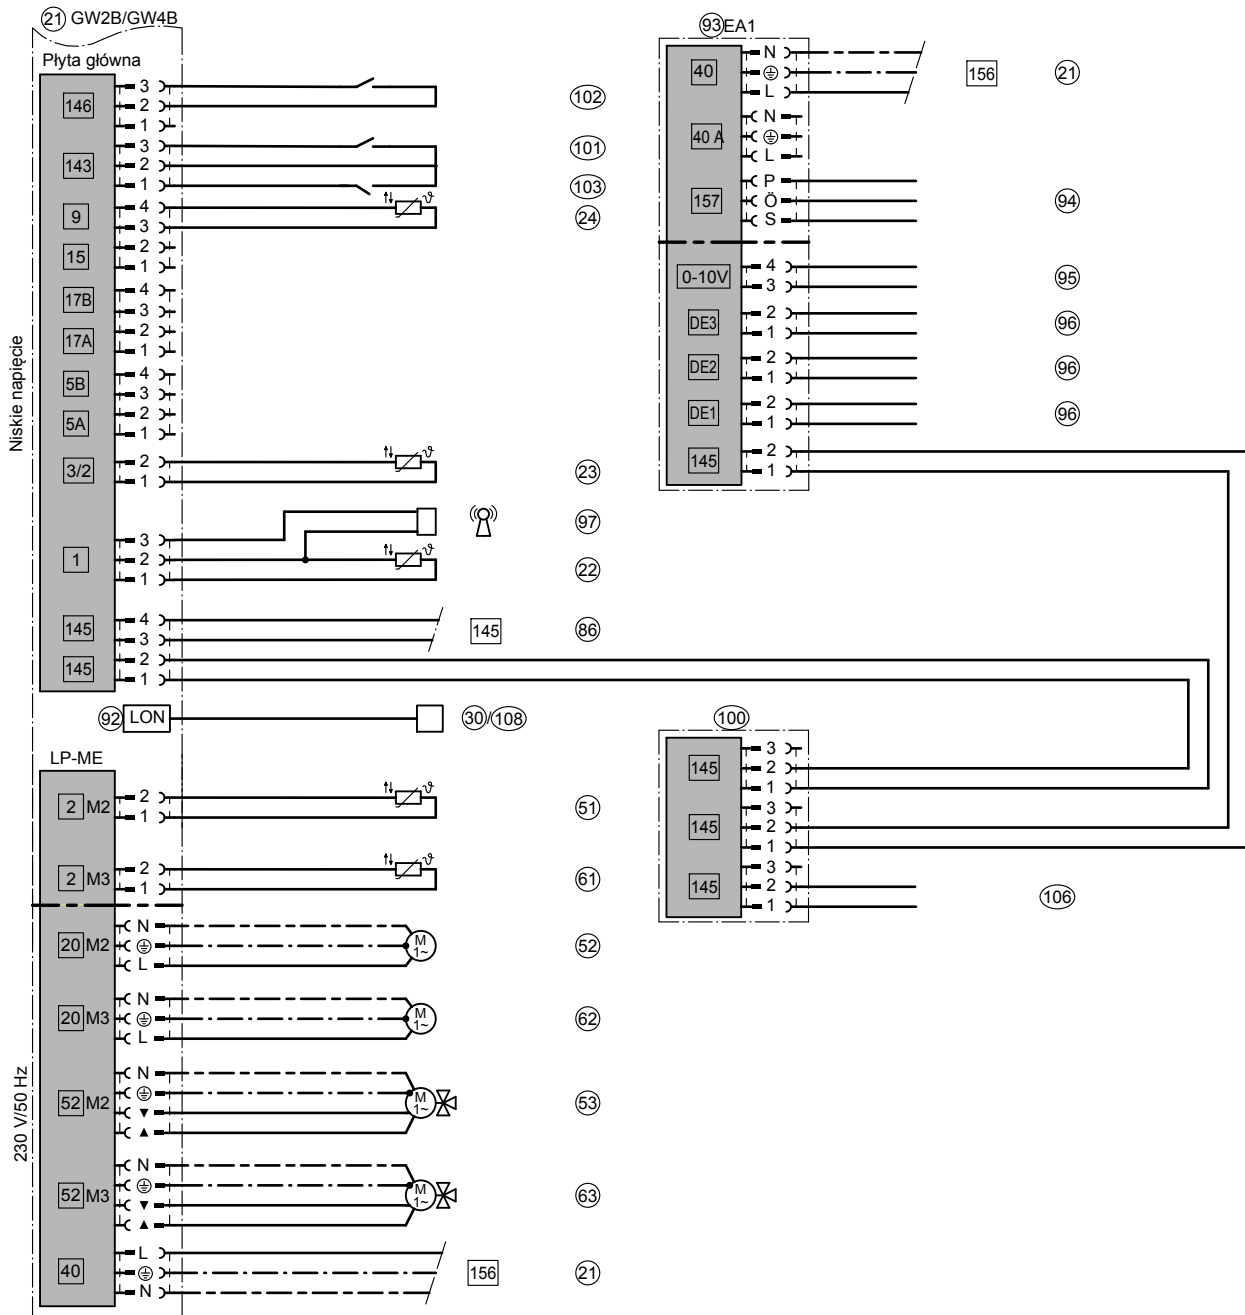 21 GW2B/GW4B
Płyta główna
Niskie napięcie
146
3
2
1
102
143
3
2
1
101
103
9
4
3
ϑ
24
15
2
1
17B
4
3
17A
2
1
5B
4
3
5A
2
1
3/2
2
1
ϑ
23
97
1
3
2
1
ϑ
22
145
4
3
145
86
145
2
1
92 LON
30/108
LP-ME
2 M2
2
1
ϑ
51
2 M3
2
1
ϑ
61
230 V/50 Hz
20 M2
N
L
M
1~
52
20 M3
N
L
M
1~
62
52 M2
N
▼
▲
M
1~
53
52 M3
N
▼
▲
M
1~
63
40
L
N
156
21
93 EA1
40
N
L
156
21
40 A
N
L
157
P
Ö
S
94
0-10V
4
3
95
DE3
2
1
96
DE2
2
1
96
DE1
2
1
96
145
2
1
100
145
3
2
1
145
3
2
1
145
3
2
1
106